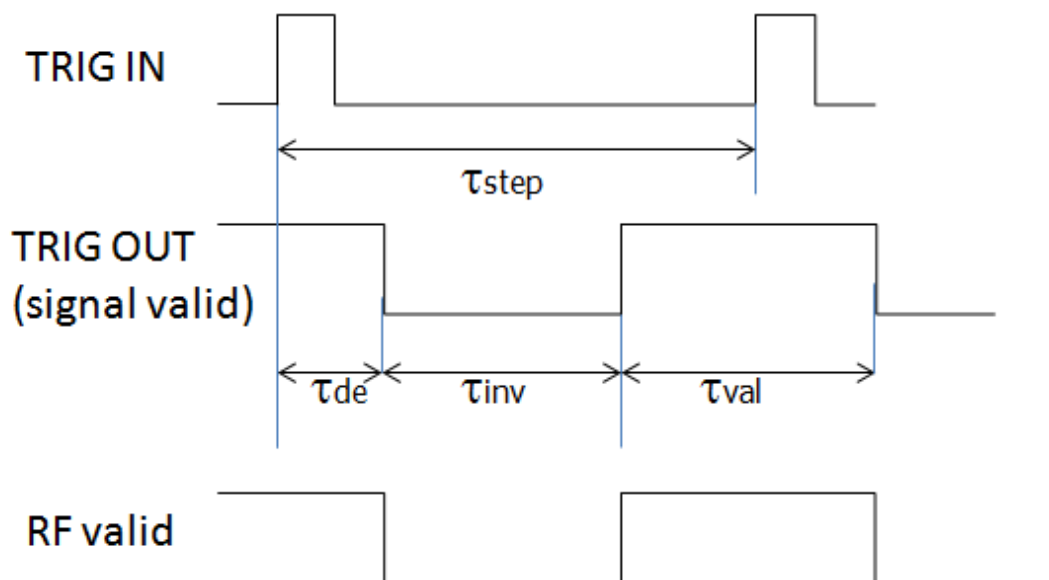 TRIG IN
τstep
TRIG OUT
(signal valid)
τde
τinv
τval
RF valid